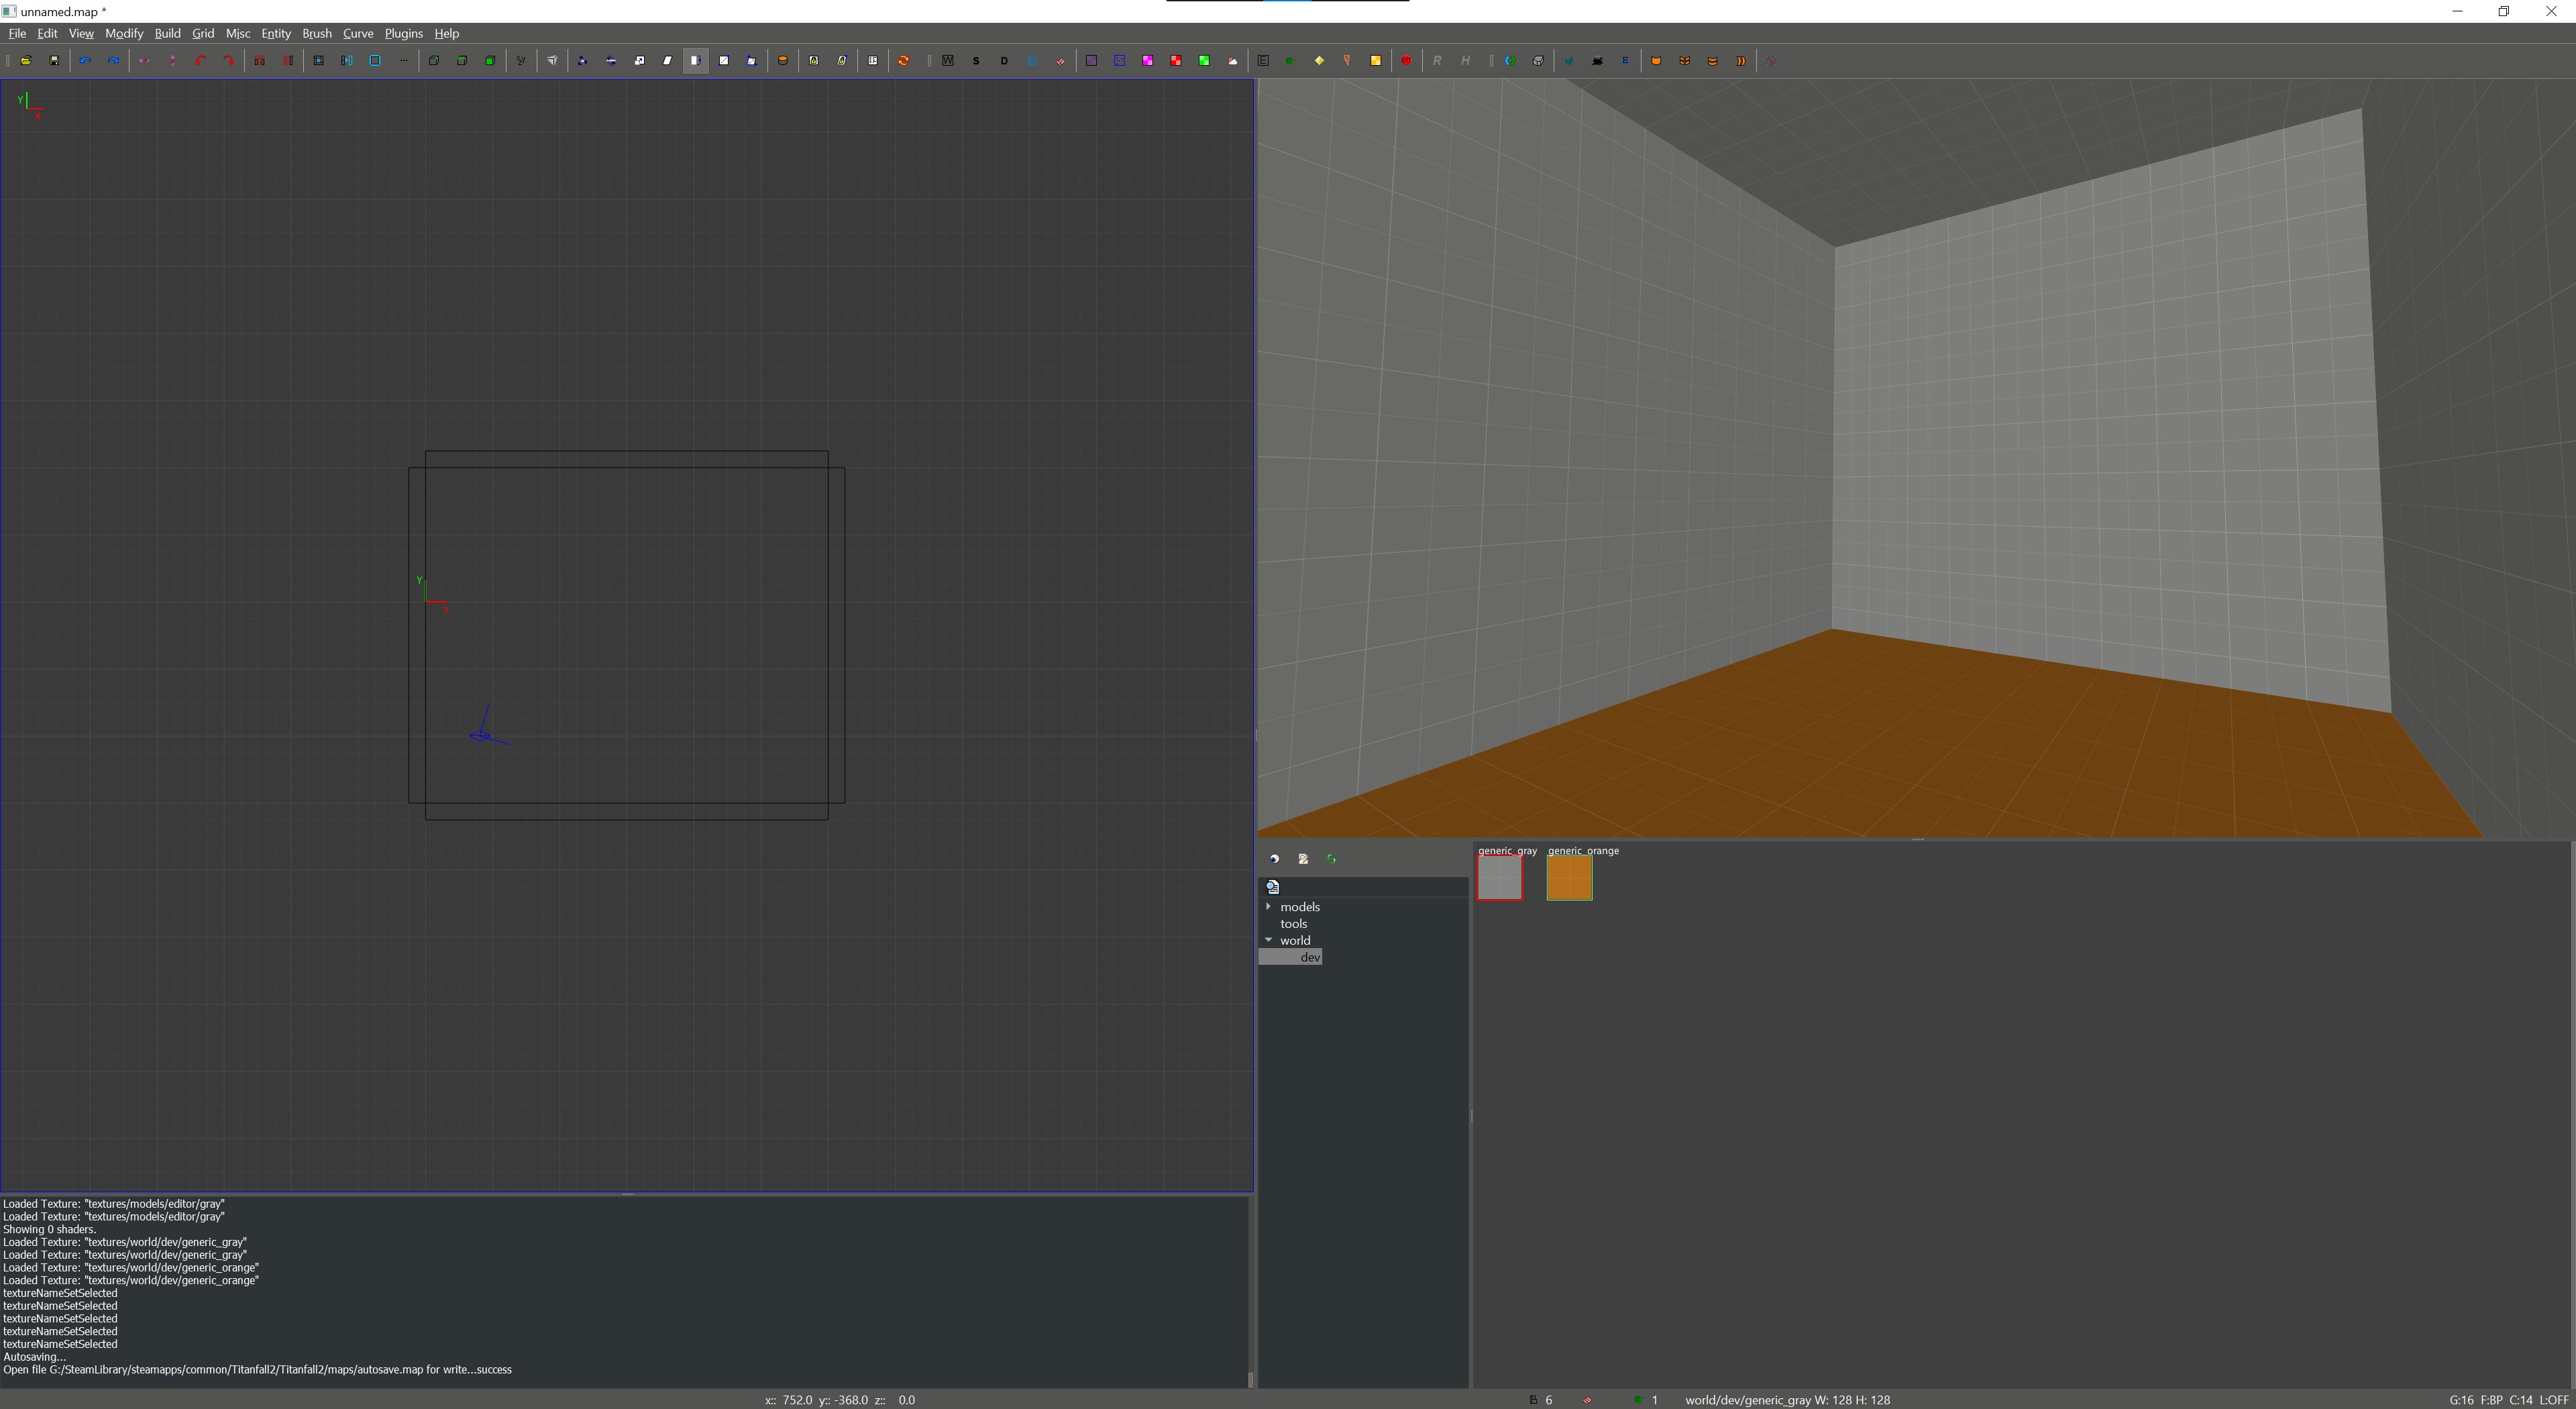 unnamed.map *
File Edit View Modify Build Grid Misc Entity Brush Curve Plugins Help
W S D E R H E
Y
X
Y
X
generic_gray generic_orange
models
tools
world
dev
Loaded Texture: "textures/models/editor/gray"
Loaded Texture: "textures/models/editor/gray"
Showing 0 shaders.
Loaded Texture: "textures/world/dev/generic_gray"
Loaded Texture: "textures/world/dev/generic_gray"
Loaded Texture: "textures/world/dev/generic_orange"
Loaded Texture: "textures/world/dev/generic_orange"
textureNameSetSelected
textureNameSetSelected
textureNameSetSelected
textureNameSetSelected
textureNameSetSelected
Autosaving...
Open file G:/SteamLibrary/steamapps/common/Titanfall2/Titanfall2/maps/autosave.map for write...success
x:: 752.0 y:: -368.0 z:: 0.0
6 1 world/dev/generic_gray W: 128 H: 128 G:16 F:BP C:14 L:OFF